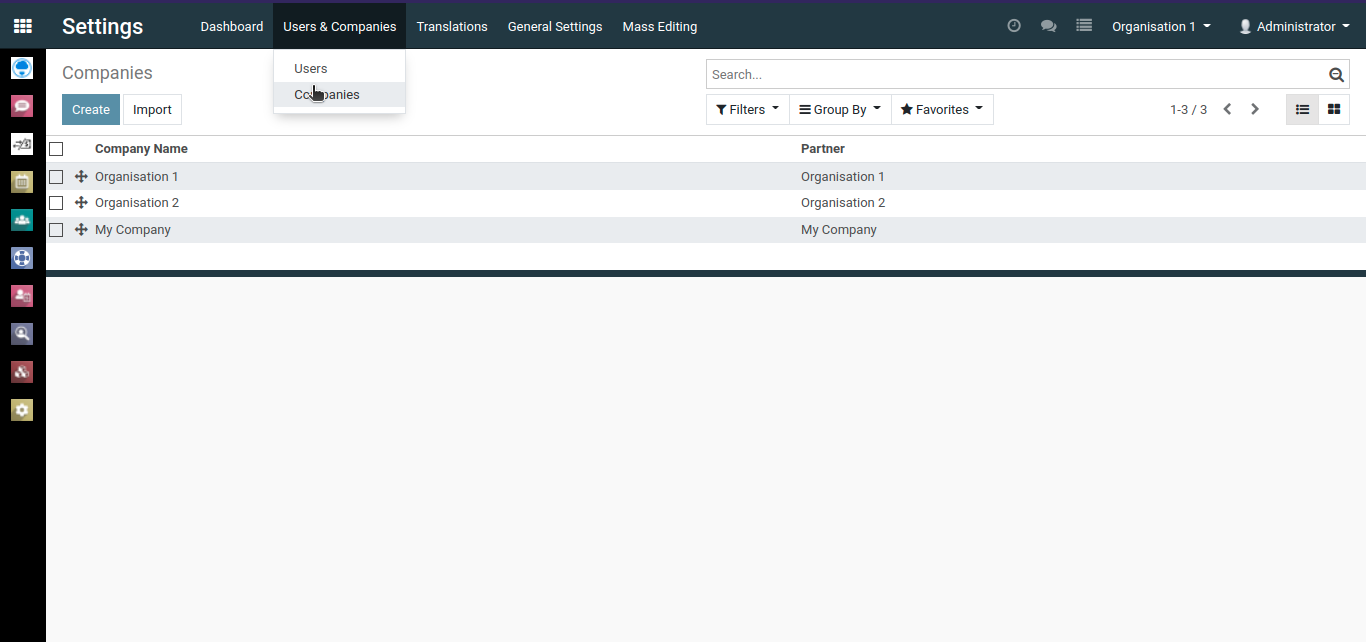 Settings Dashboard Users & Companies Translations General Settings Mass Editing Organisation 1 Administrator
Users
Companies
Companies
Search...
Create Import
Filters Group By Favorites 1-3 / 3
Company Name Partner
Organisation 1 Organisation 1
Organisation 2 Organisation 2
My Company My Company